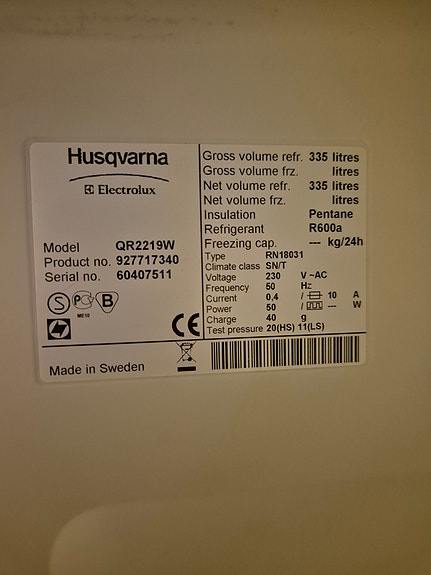 Husqvarna
Electrolux
Model QR2219W
Product no. 927717340
Serial no. 60407511
S PC B
ME10
CE
Made in Sweden
Gross volume refr. 335 litres
Gross volume frz. litres
Net volume refr. 335 litres
Net volume frz. litres
Insulation Pentane
Refrigerant R600a
Freezing cap. --- kg/24h
Type RN18031
Climate class SN/T
Voltage 230 V ~AC
Frequency 50 Hz
Current 0,4 / 10 A
Power 50 / --- W
Charge 40 g
Test pressure 20(HS) 11(LS)